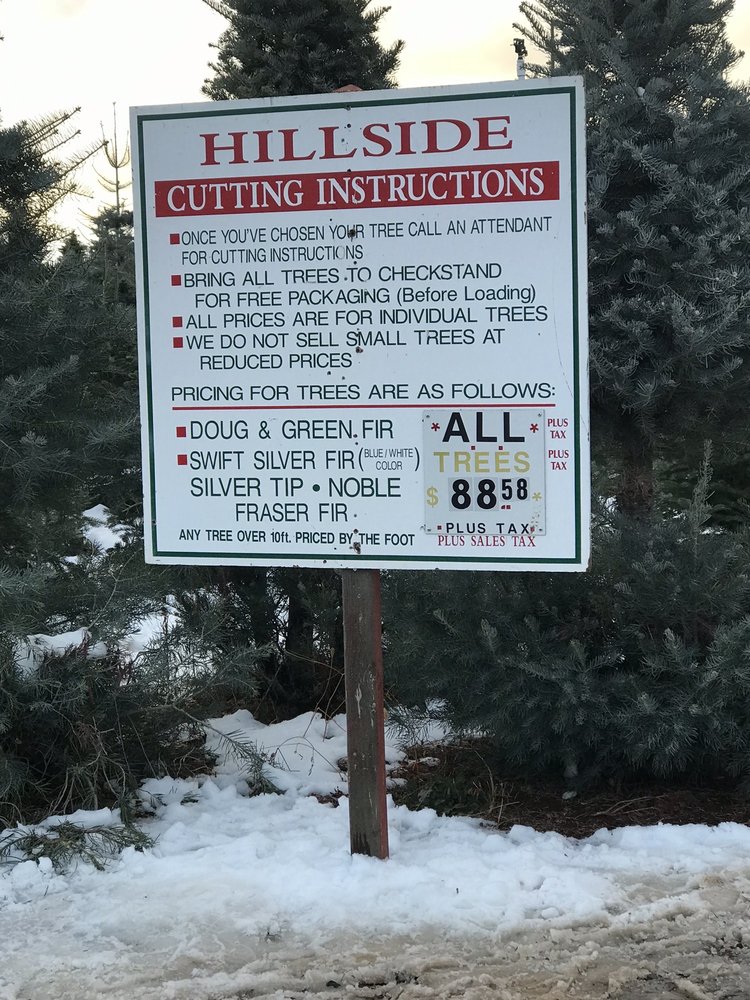 HILLSIDE
CUTTING INSTRUCTIONS
ONCE YOU'VE CHOSEN YOUR TREE CALL AN ATTENDANT
FOR CUTTING INSTRUCTIONS
BRING ALL TREES TO CHECKSTAND
FOR FREE PACKAGING (Before Loading)
ALL PRICES ARE FOR INDIVIDUAL TREES
WE DO NOT SELL SMALL TREES AT
REDUCED PRICES
PRICING FOR TREES ARE AS FOLLOWS:
DOUG & GREEN FIR
SWIFT SILVER FIR (BLUE / WHITE
COLOR)
SILVER TIP • NOBLE
FRASER FIR
ANY TREE OVER 10ft. PRICED BY THE FOOT
* ALL *
TREES
$ 88 58 *
PLUS TAX
PLUS SALES TAX
PLUS
TAX
PLUS
TAX